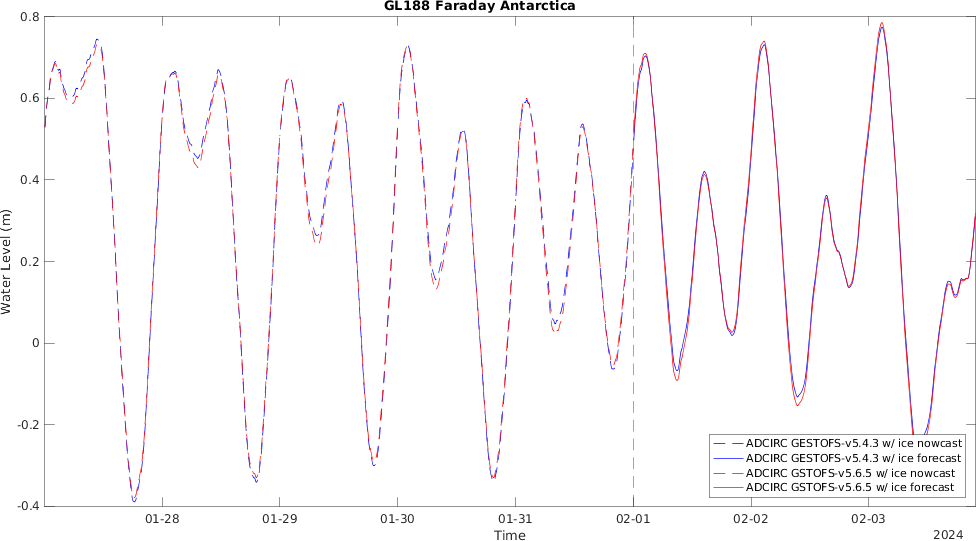 GL188 Faraday Antarctica
0.8
0.6
0.4
0.2
0
-0.2
-0.4
Water Level (m)
ADCIRC GESTOFS-v5.4.3 w/ ice nowcast
ADCIRC GESTOFS-v5.4.3 w/ ice forecast
ADCIRC GSTOFS-v5.6.5 w/ ice nowcast
ADCIRC GSTOFS-v5.6.5 w/ ice forecast
01-28 01-29 01-30 01-31 02-01 02-02 02-03
Time
2024